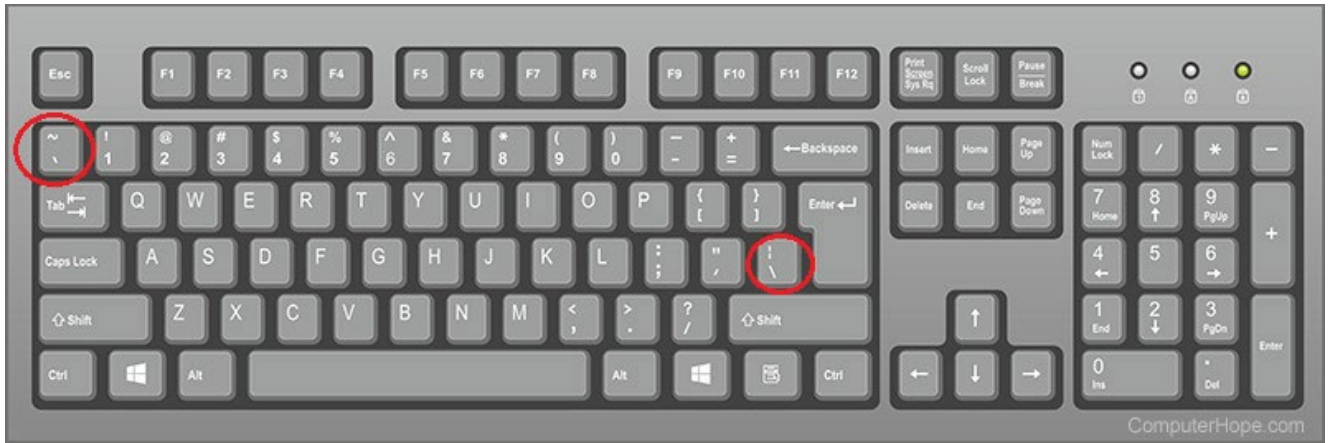 Esc F1 F2 F3 F4 F5 F6 F7 F8 F9 F10 F11 F12 Print Screen Sys Rq Scroll Lock Pause Break
~ ` ! 1 @ 2 # 3 $ 4 % 5 ^ 6 & 7 * 8 ( 9 ) 0 _ - + = ←Backspace Insert Home Page Up Num Lock / * -
Tab Q W E R T Y U I O P { [ } ] Enter Delete End Page Down 7 Home 8 ↑ 9 PgUp +
Caps Lock A S D F G H J K L : ; " ' ¦ \ 4 ← 5 6 →
Shift Z X C V B N M < , > . ? / Shift ↑ 1 End 2 ↓ 3 PgDn Enter
Ctrl Alt Alt Ctrl ← ↓ → 0 Ins . Del
ComputerHope.com